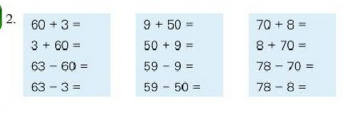 2.
60 + 3 =
3 + 60 =
63 − 60 =
63 − 3 =
9 + 50 =
50 + 9 =
59 − 9 =
59 − 50 =
70 + 8 =
8 + 70 =
78 − 70 =
78 − 8 =